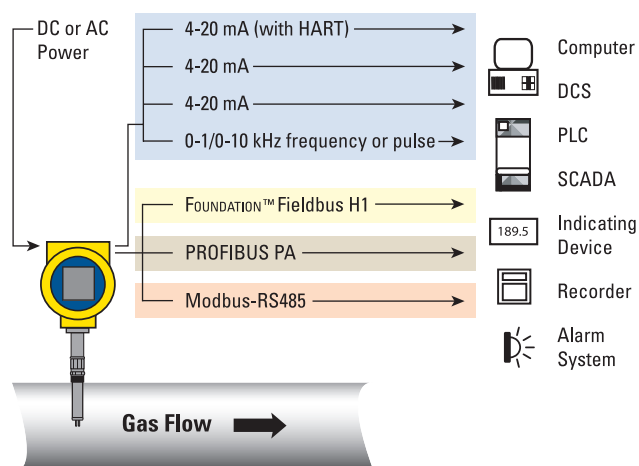 DC or AC
Power
4-20 mA (with HART)
4-20 mA
4-20 mA
0-1/0-10 kHz frequency or pulse
FOUNDATION™ Fieldbus H1
PROFIBUS PA
Modbus-RS485
Computer
DCS
PLC
SCADA
189.5
Indicating
Device
Recorder
Alarm
System
Gas Flow